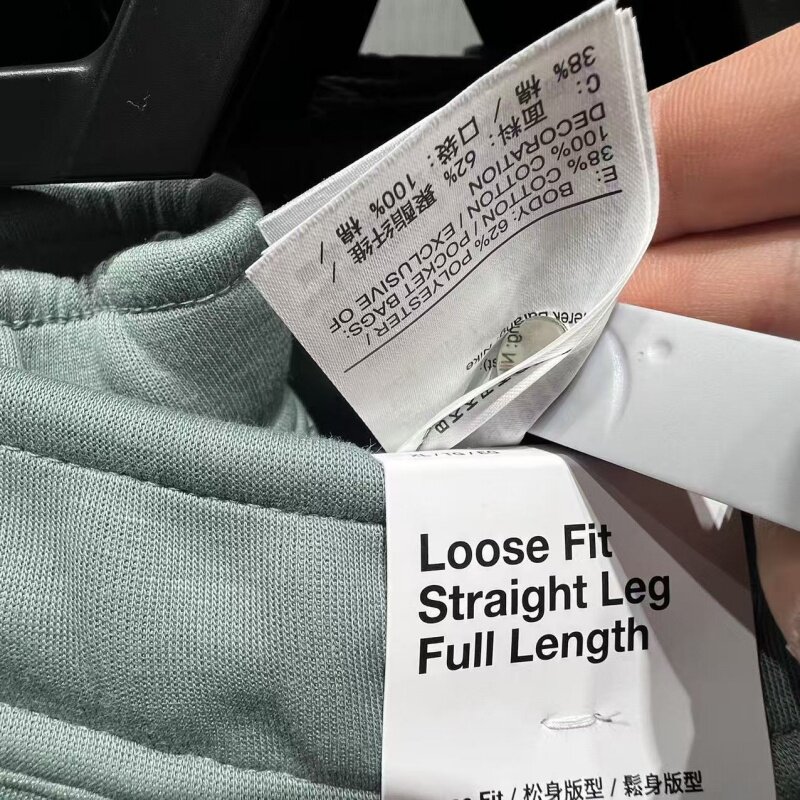 E:
BODY: 62% POLYESTER /
38% COTTON / POCKET BAGS:
100% COTTON / EXCLUSIVE OF
DECORATION
C:
面料: 62% 聚酯纤维 /
38% 棉 / 口袋: 100% 棉
Nike
Loose Fit
Straight Leg
Full Length
Fit / 松身版型 / 鬆身版型